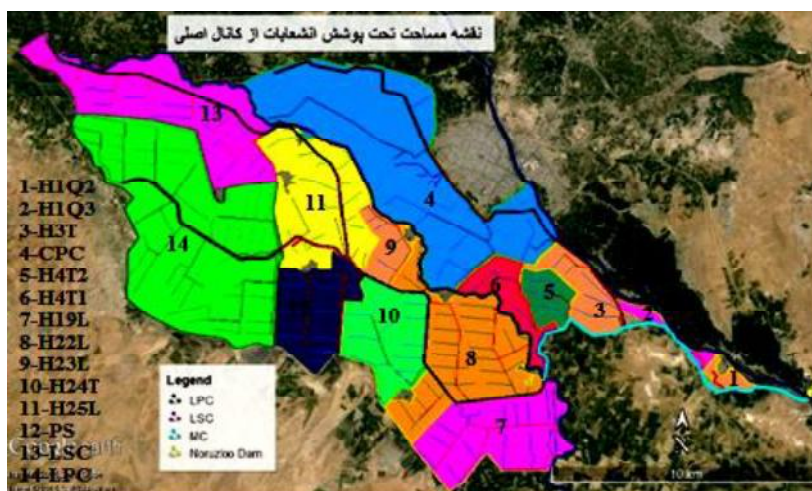 نقشه مساحت تحت پوشش انشعابات از کانال اصلی
13
4
11
14
9
6
5
3
2
10
8
1
7
1-H1Q2
2-H1Q3
3-H3T
4-CPC
5-H4T2
6-H4T1
7-H19L
8-H22L
9-H23L
10-H24T
11-H25L
12-PS
13-LSC
14-LPC
Legend
LPC
LSC
MC
Noruzloo Dam
10 km